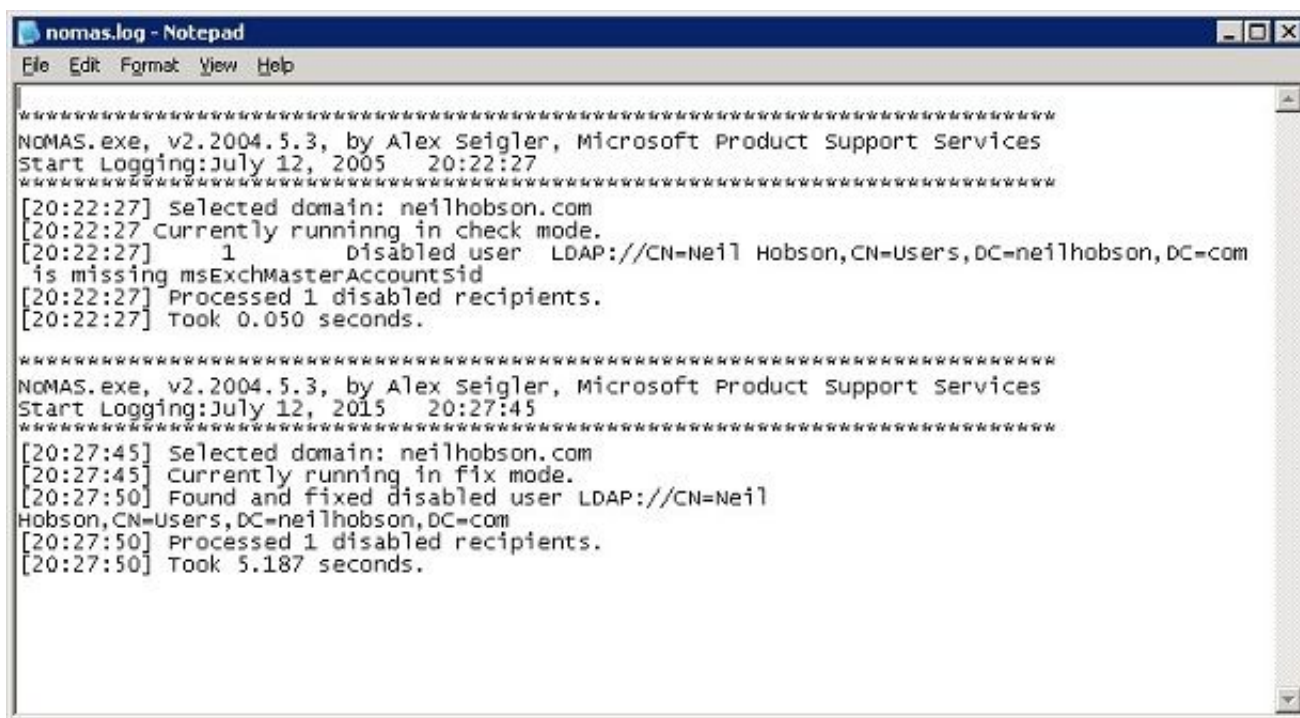 nomas.log - Notepad
File Edit Format View Help
***************************************************************************
NoMAS.exe, v2.2004.5.3, by Alex Seigler, Microsoft Product Support Services
Start Logging:July 12, 2005 20:22:27
***************************************************************************
[20:22:27] Selected domain: neilhobson.com
[20:22:27 Currently runninng in check mode.
[20:22:27] 1 Disabled user LDAP://CN=Neil Hobson,CN=Users,DC=neilhobson,DC=com
is missing msExchMasterAccountSid
[20:22:27] Processed 1 disabled recipients.
[20:22:27] Took 0.050 seconds.
***************************************************************************
NoMAS.exe, v2.2004.5.3, by Alex Seigler, Microsoft Product Support Services
Start Logging:July 12, 2015 20:27:45
***************************************************************************
[20:27:45] Selected domain: neilhobson.com
[20:27:45] Currently running in fix mode.
[20:27:50] Found and fixed disabled user LDAP://CN=Neil
Hobson,CN=Users,DC=neilhobson,DC=com
[20:27:50] Processed 1 disabled recipients.
[20:27:50] Took 5.187 seconds.